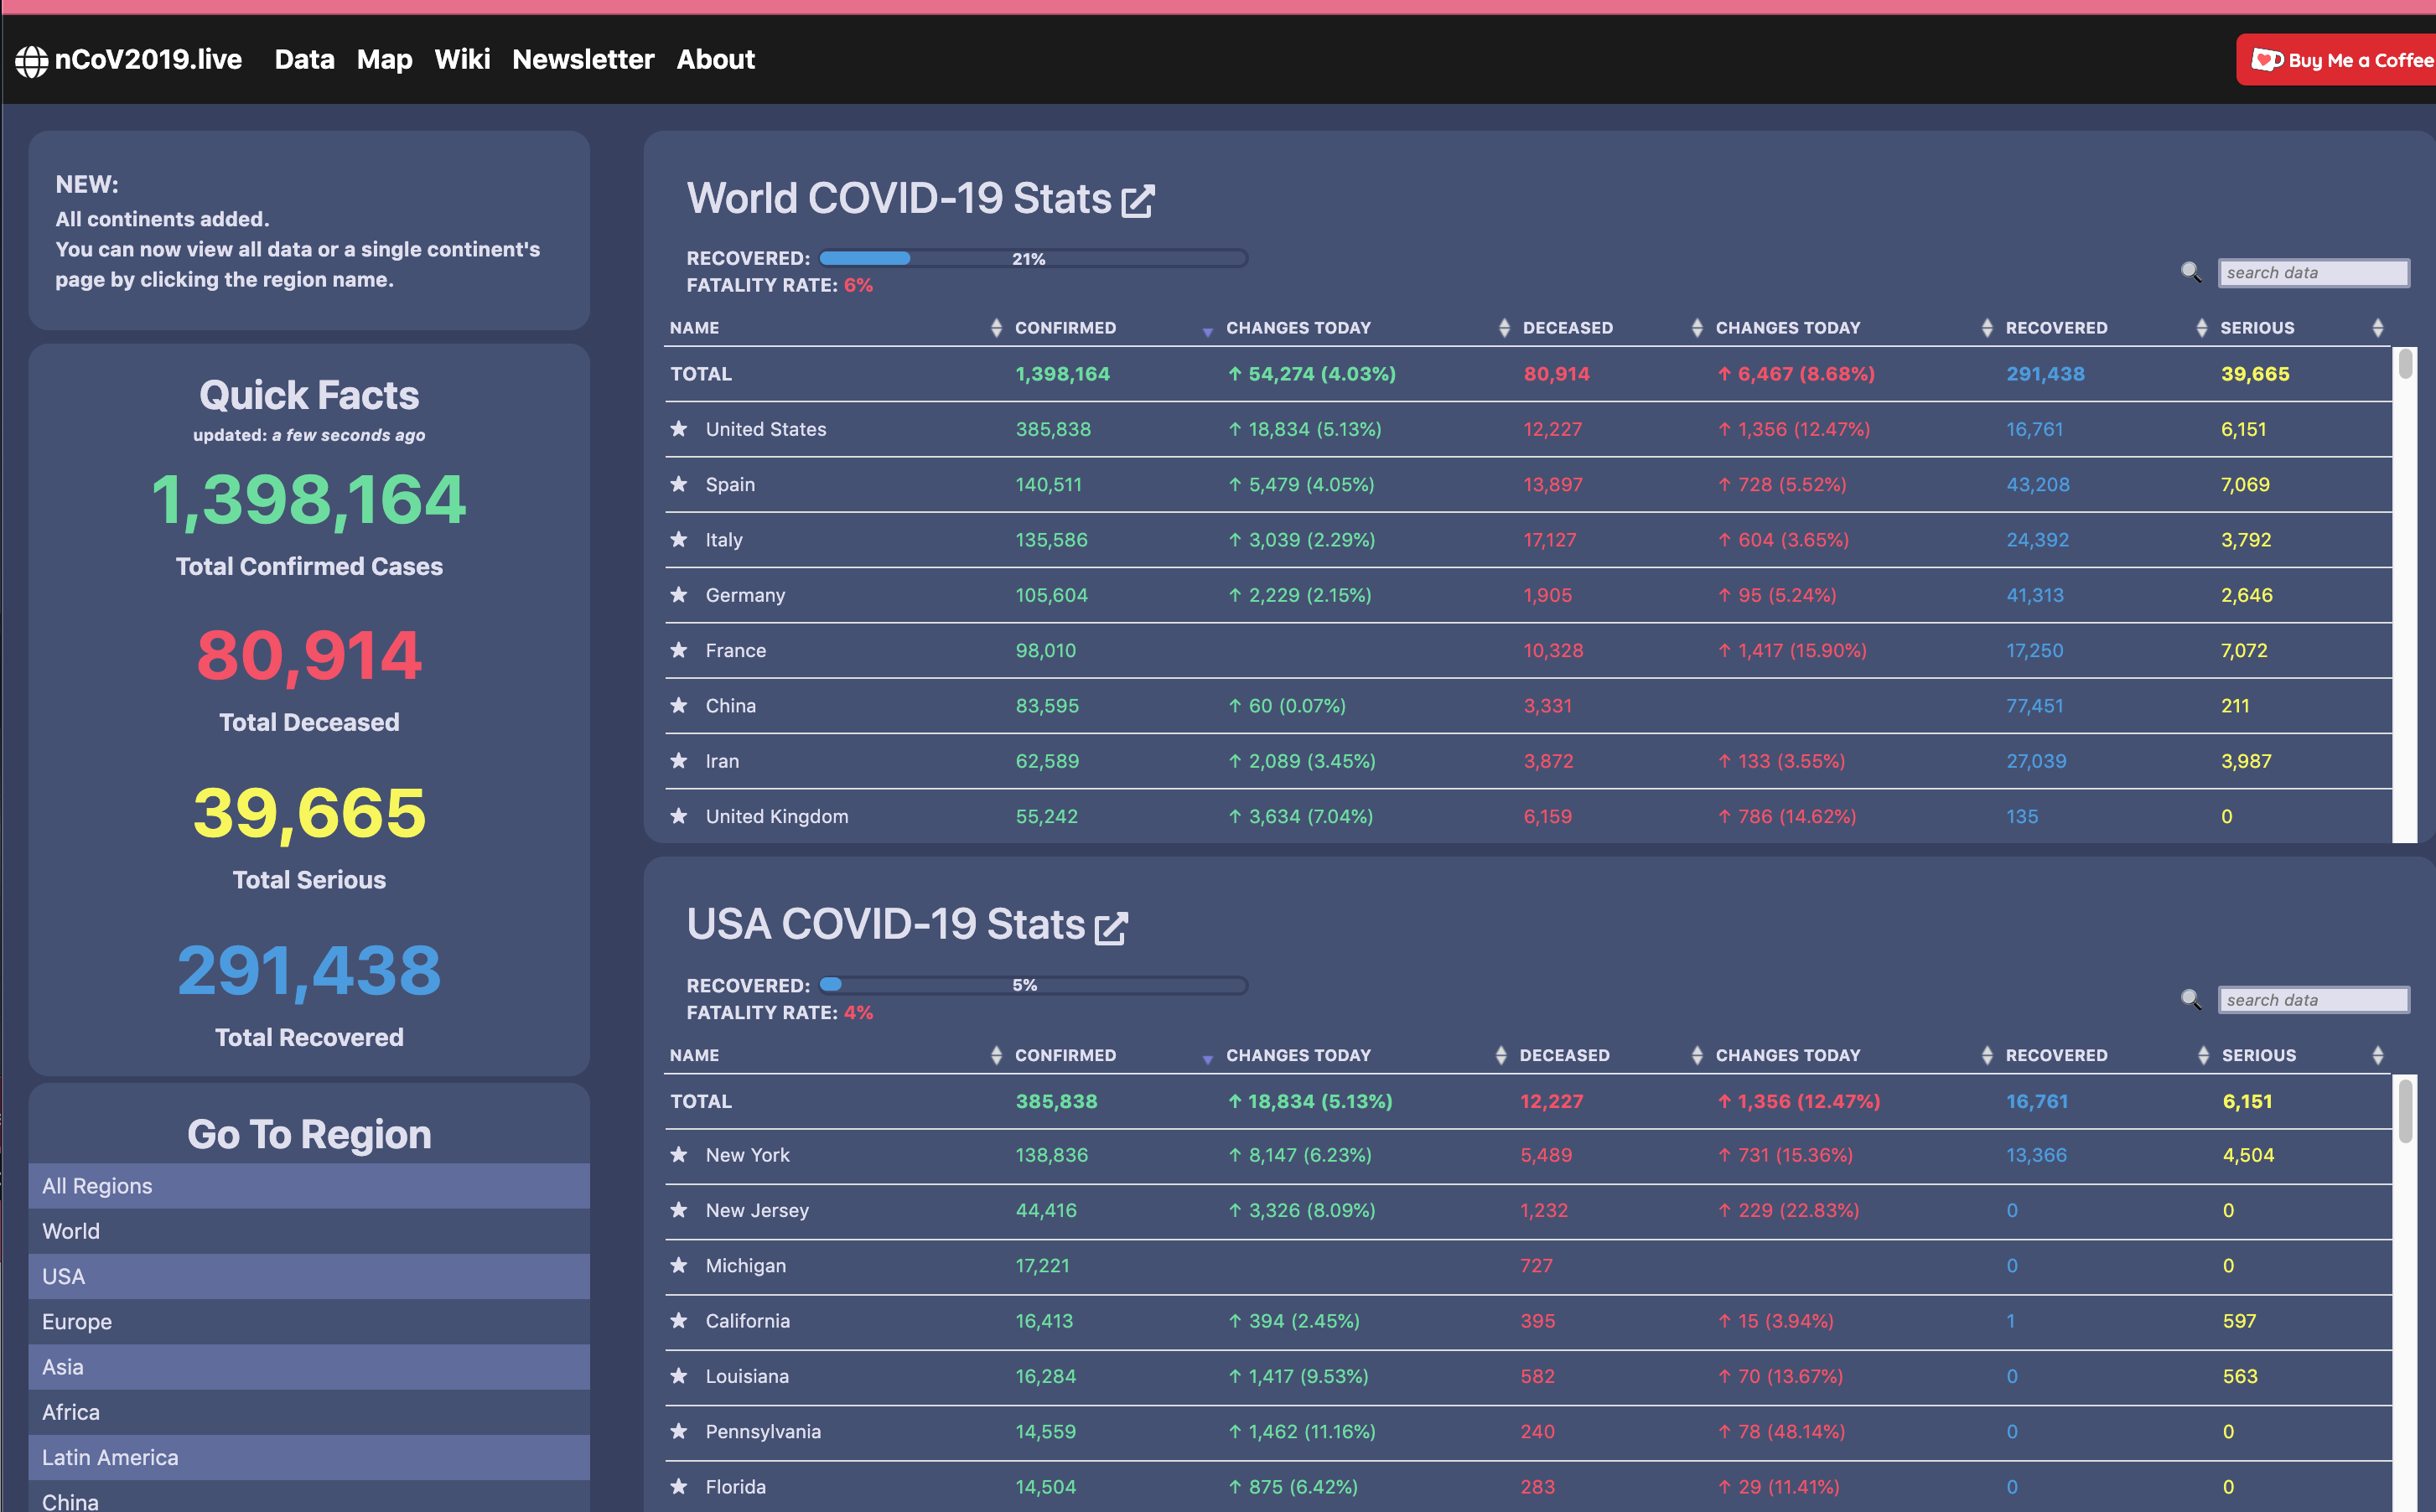 nCoV2019.live Data Map Wiki Newsletter About Buy Me a Coffee
NEW:
All continents added.
You can now view all data or a single continent's
page by clicking the region name.
Quick Facts
updated: a few seconds ago
1,398,164
Total Confirmed Cases
80,914
Total Deceased
39,665
Total Serious
291,438
Total Recovered
Go To Region
All Regions
World
USA
Europe
Asia
Africa
Latin America
China
World COVID-19 Stats
RECOVERED: 21%
FATALITY RATE: 6%
search data
NAME CONFIRMED CHANGES TODAY DECEASED CHANGES TODAY RECOVERED SERIOUS
TOTAL 1,398,164 ↑ 54,274 (4.03%) 80,914 ↑ 6,467 (8.68%) 291,438 39,665
★ United States 385,838 ↑ 18,834 (5.13%) 12,227 ↑ 1,356 (12.47%) 16,761 6,151
★ Spain 140,511 ↑ 5,479 (4.05%) 13,897 ↑ 728 (5.52%) 43,208 7,069
★ Italy 135,586 ↑ 3,039 (2.29%) 17,127 ↑ 604 (3.65%) 24,392 3,792
★ Germany 105,604 ↑ 2,229 (2.15%) 1,905 ↑ 95 (5.24%) 41,313 2,646
★ France 98,010 10,328 ↑ 1,417 (15.90%) 17,250 7,072
★ China 83,595 ↑ 60 (0.07%) 3,331 77,451 211
★ Iran 62,589 ↑ 2,089 (3.45%) 3,872 ↑ 133 (3.55%) 27,039 3,987
★ United Kingdom 55,242 ↑ 3,634 (7.04%) 6,159 ↑ 786 (14.62%) 135 0
USA COVID-19 Stats
RECOVERED: 5%
FATALITY RATE: 4%
search data
NAME CONFIRMED CHANGES TODAY DECEASED CHANGES TODAY RECOVERED SERIOUS
TOTAL 385,838 ↑ 18,834 (5.13%) 12,227 ↑ 1,356 (12.47%) 16,761 6,151
★ New York 138,836 ↑ 8,147 (6.23%) 5,489 ↑ 731 (15.36%) 13,366 4,504
★ New Jersey 44,416 ↑ 3,326 (8.09%) 1,232 ↑ 229 (22.83%) 0 0
★ Michigan 17,221 727 0 0
★ California 16,413 ↑ 394 (2.45%) 395 ↑ 15 (3.94%) 1 597
★ Louisiana 16,284 ↑ 1,417 (9.53%) 582 ↑ 70 (13.67%) 0 563
★ Pennsylvania 14,559 ↑ 1,462 (11.16%) 240 ↑ 78 (48.14%) 0 0
★ Florida 14,504 ↑ 875 (6.42%) 283 ↑ 29 (11.41%) 0 0